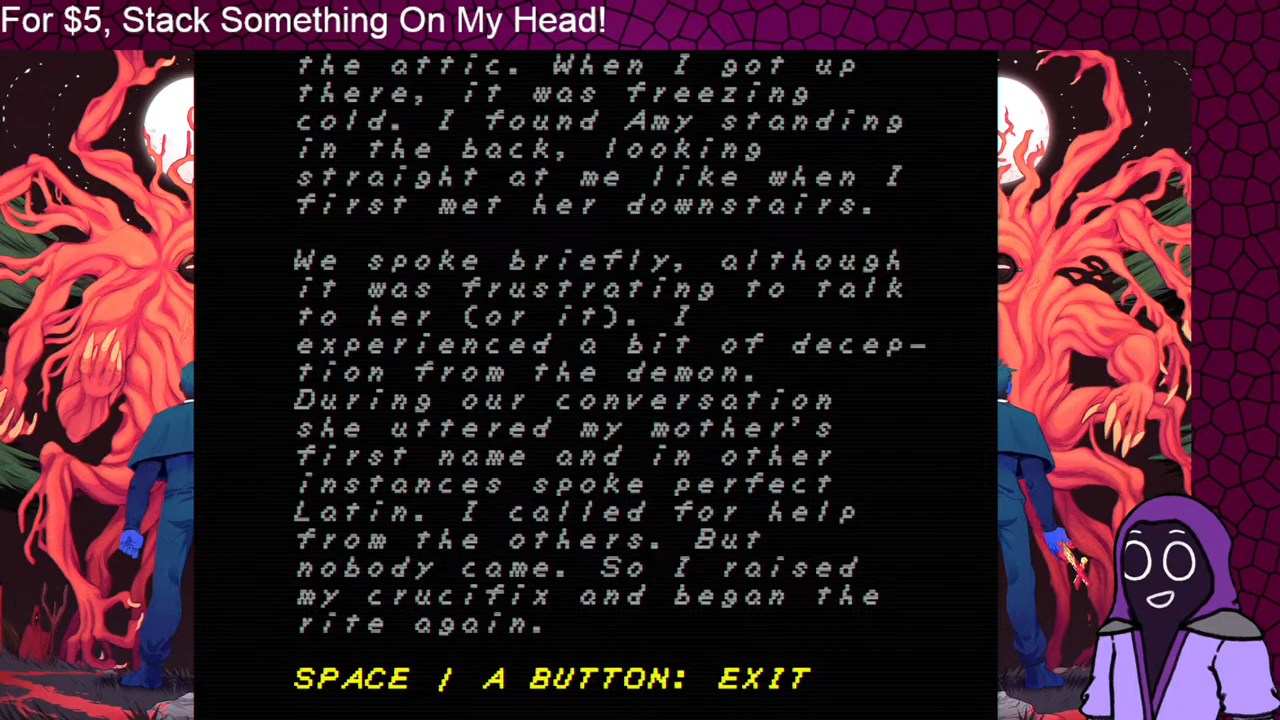 For $5, Stack Something On My Head!
the attic. When I got up
there, it was freezing
cold. I found Amy standing
in the back, looking
straight at me like when I
first met her downstairs.
We spoke briefly, although
it was frustrating to talk
to her (or it). I
experienced a bit of decep-
tion from the demon.
During our conversation
she uttered my mother's
first name and in other
instances spoke perfect
Latin. I called for help
from the others. But
nobody came. So I raised
my crucifix and began the
rite again.
SPACE / A BUTTON: EXIT